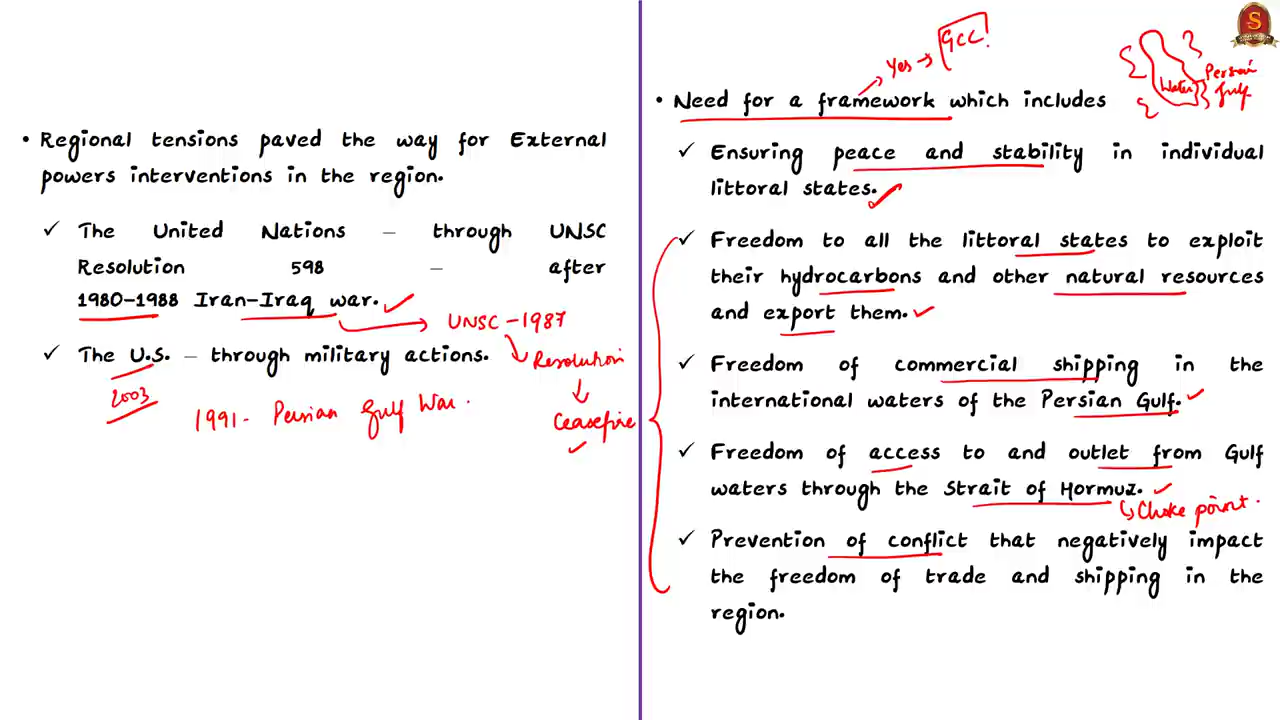 • Regional tensions paved the way for External
powers interventions in the region.
✓ The United Nations – through UNSC
Resolution 598 – after
1980-1988 Iran-Iraq war.
UNSC - 1987
✓ The U.S. – through military actions.
Resolution
2003
1991 - Persian Gulf War.
Ceasefire
Yes → GCC!
Water
Persian
Gulf
• Need for a framework which includes
✓ Ensuring peace and stability in individual
littoral states.
✓ Freedom to all the littoral states to exploit
their hydrocarbons and other natural resources
and export them.
✓ Freedom of commercial shipping in the
international waters of the Persian Gulf.
✓ Freedom of access to and outlet from Gulf
waters through the Strait of Hormuz.
Choke point.
✓ Prevention of conflict that negatively impact
the freedom of trade and shipping in the
region.
S